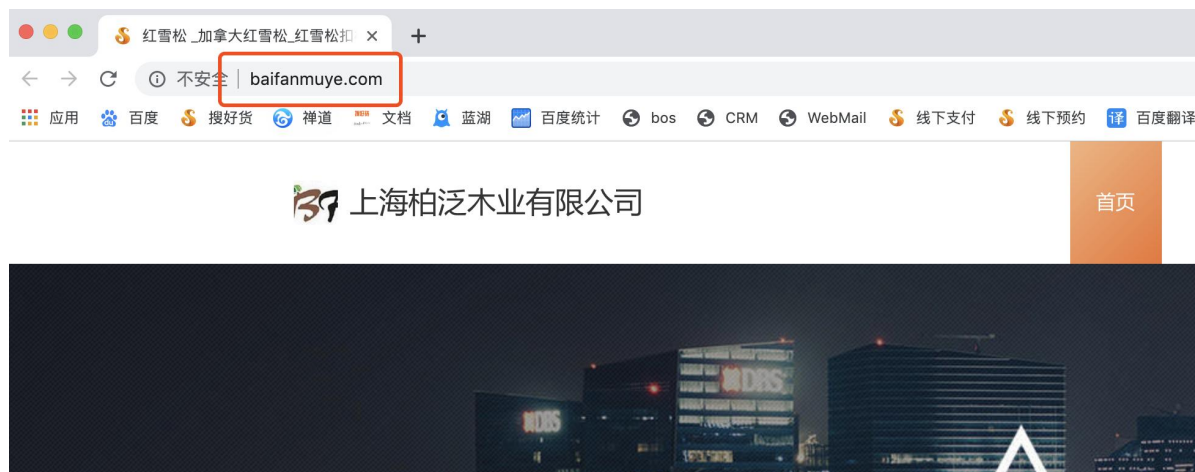 红雪松 _加拿大红雪松_红雪松扣
不安全 baifanmuye.com
应用 百度 搜好货 禅道 文档 蓝湖 百度统计 bos CRM WebMail 线下支付 线下预约 译 百度翻译
上海柏泛木业有限公司
首页
DBS
DBS